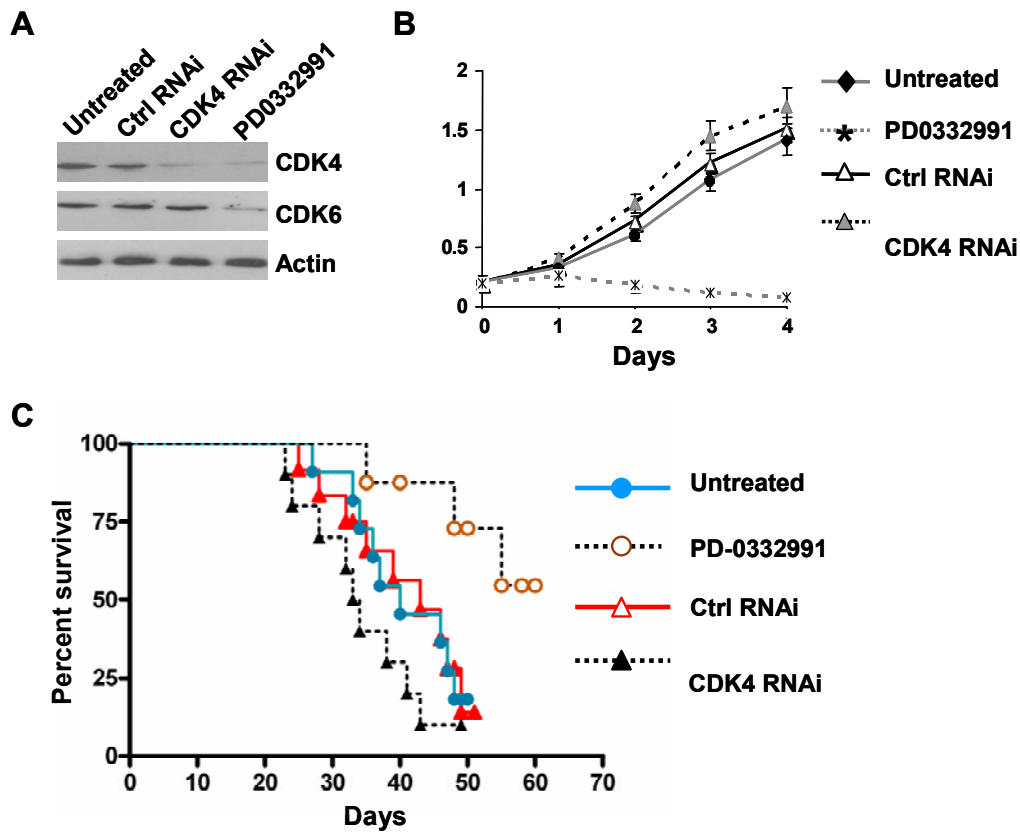 A
Untreated
Ctrl RNAi
CDK4 RNAi
PD0332991
CDK4
CDK6
Actin
B
2
1.5
1
0.5
0
0
1
2
3
4
Days
Untreated
PD0332991
Ctrl RNAi
CDK4 RNAi
C
Percent survival
100
75
50
25
0
0
10
20
30
40
50
60
70
Days
Untreated
PD-0332991
Ctrl RNAi
CDK4 RNAi